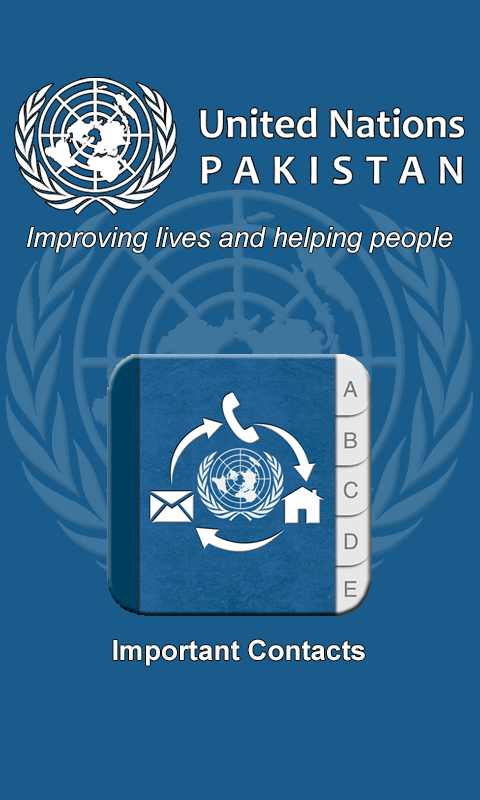 United Nations
PAKISTAN
Improving lives and helping people
A
B
C
D
E
Important Contacts